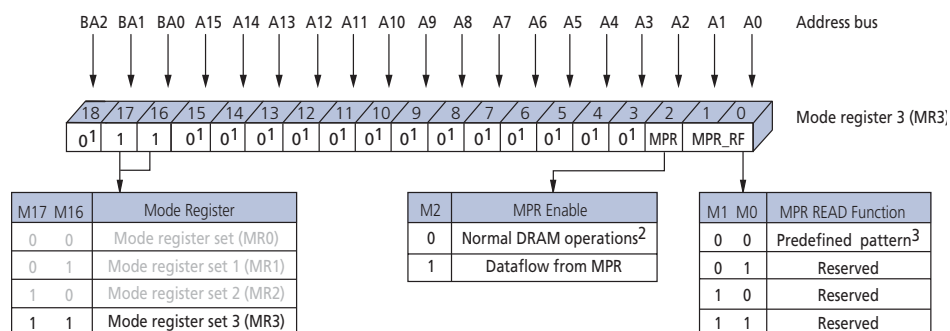 BA2 BA1 BA0 A15 A14 A13 A12 A11 A10 A9 A8 A7 A6 A5 A4 A3 A2 A1 A0 Address bus
18 17 16 15 14 13 12 11 10 9 8 7 6 5 4 3 2 1 0
Mode register 3 (MR3)
0¹ 1 1 0¹ 0¹ 0¹ 0¹ 0¹ 0¹ 0¹ 0¹ 0¹ 0¹ 0¹ 0¹ 0¹ MPR MPR_RF
M17 M16 Mode Register
0 0 Mode register set (MR0)
0 1 Mode register set 1 (MR1)
1 0 Mode register set 2 (MR2)
1 1 Mode register set 3 (MR3)
M2 MPR Enable
0 Normal DRAM operations²
1 Dataflow from MPR
M1 M0 MPR READ Function
0 0 Predefined pattern³
0 1 Reserved
1 0 Reserved
1 1 Reserved